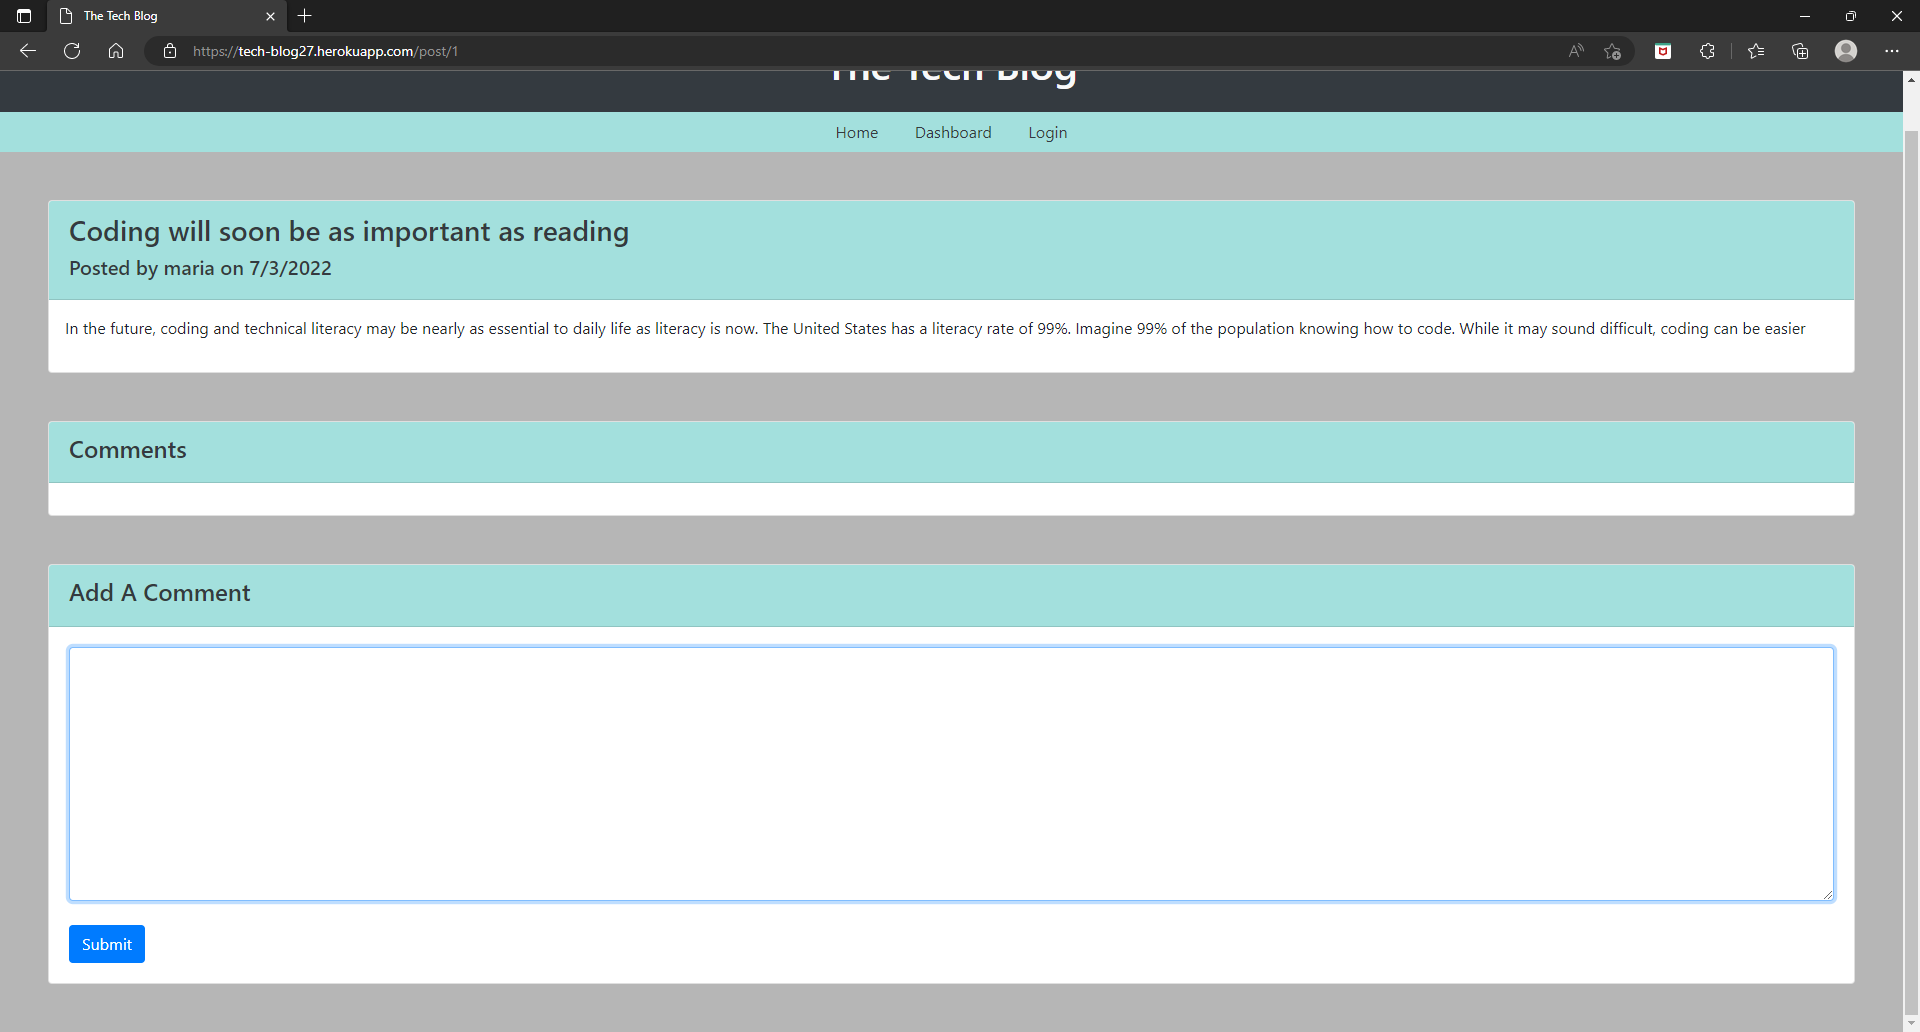 The Tech Blog
https://tech-blog27.herokuapp.com/post/1
The Tech Blog
Home Dashboard Login
Coding will soon be as important as reading
Posted by maria on 7/3/2022
In the future, coding and technical literacy may be nearly as essential to daily life as literacy is now. The United States has a literacy rate of 99%. Imagine 99% of the population knowing how to code. While it may sound difficult, coding can be easier
Comments
Add A Comment
Submit